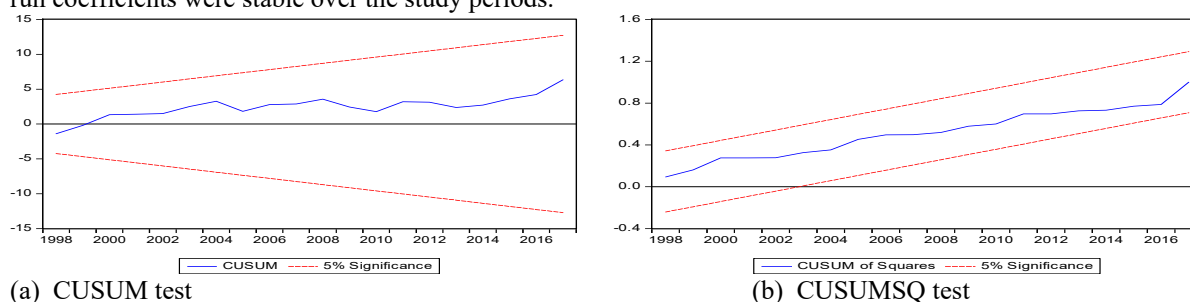 run coefficients were stable over the study periods.
15
10
5
0
-5
-10
-15
1998 2000 2002 2004 2006 2008 2010 2012 2014 2016
CUSUM 5% Significance
(a) CUSUM test
1.6
1.2
0.8
0.4
0.0
-0.4
1998 2000 2002 2004 2006 2008 2010 2012 2014 2016
CUSUM of Squares 5% Significance
(b) CUSUMSQ test